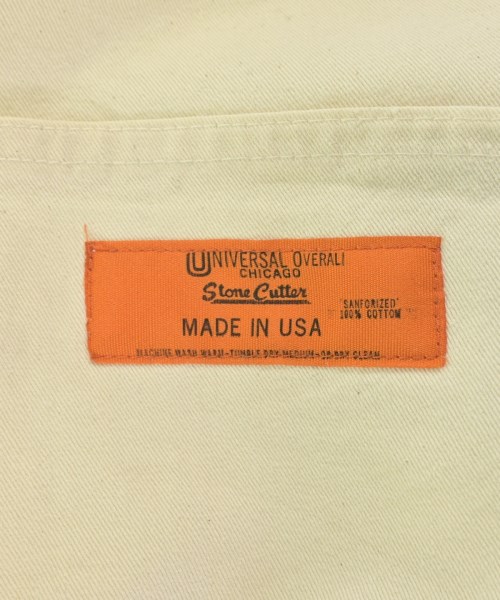 UNIVERSAL OVERALL
CHICAGO
Stone Cutter
"SANFORIZED"
100% COTTON
MADE IN USA
MACHINE WASH WARM-TUMBLE DRY MEDIUM-OR DRY CLEAN